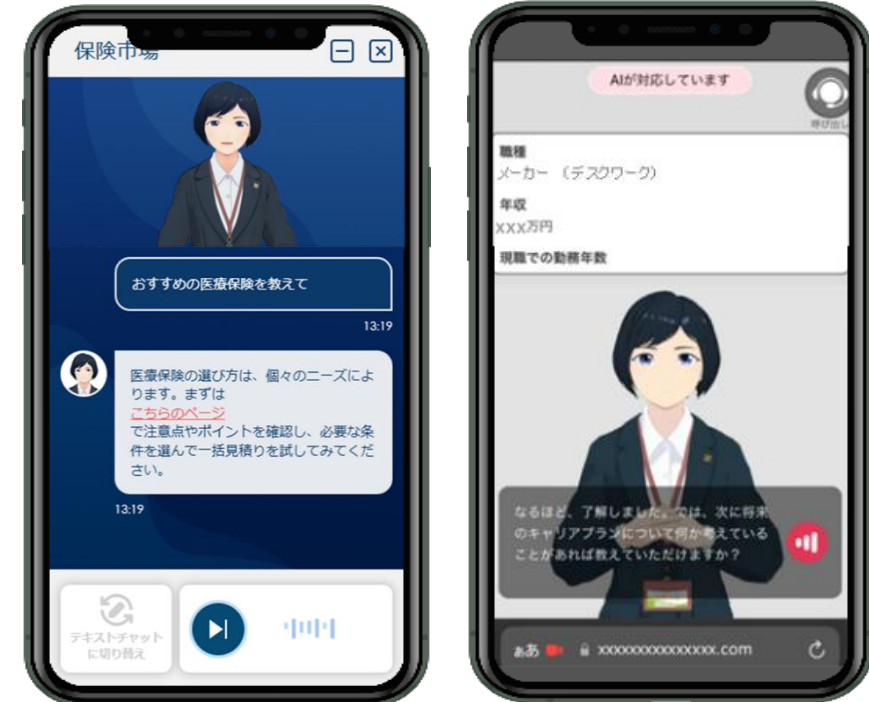 保険市場
おすすめの医療保険を教えて
13:19
医療保険の選び方は、個々のニーズによ
ります。まずは
こちらのページ
で注意点やポイントを確認し、必要な条
件を選んで一括見積りを試してみてくだ
さい。
13:19
テキストチャット
に切り替え
AIが対応しています
呼び出し
職種
メーカー （デスクワーク）
年収
xxx万円
現職での勤務年数
なるほど、了解しました。では、次に将来
のキャリアプランについて何か考えている
ことがあれば教えていただけますか？
ぁあ xxxxxxxxxxxxxxx.com